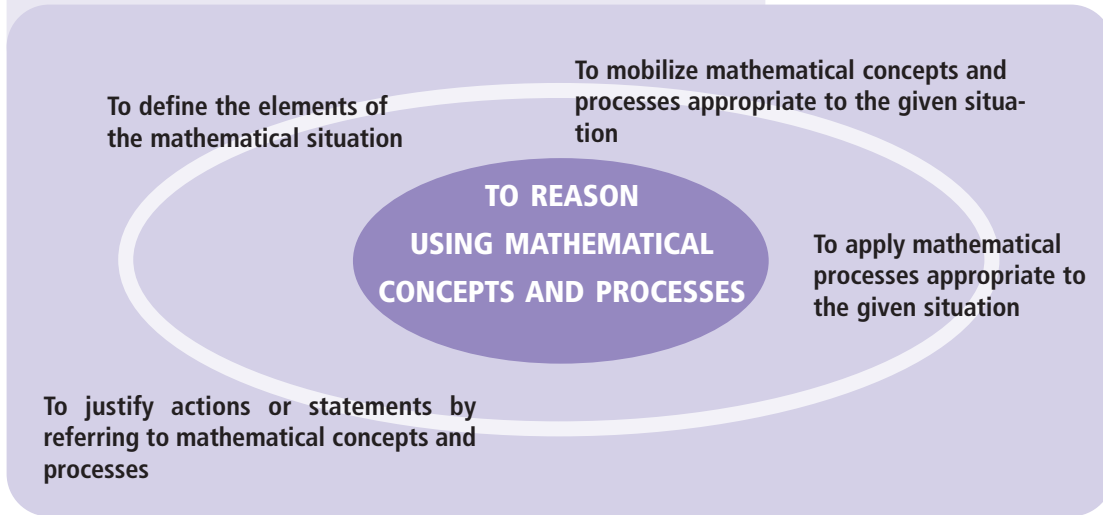 To define the elements of
the mathematical situation
To mobilize mathematical concepts and
processes appropriate to the given situa-
tion
TO REASON
USING MATHEMATICAL
CONCEPTS AND PROCESSES
To apply mathematical
processes appropriate to
the given situation
To justify actions or statements by
referring to mathematical concepts and
processes